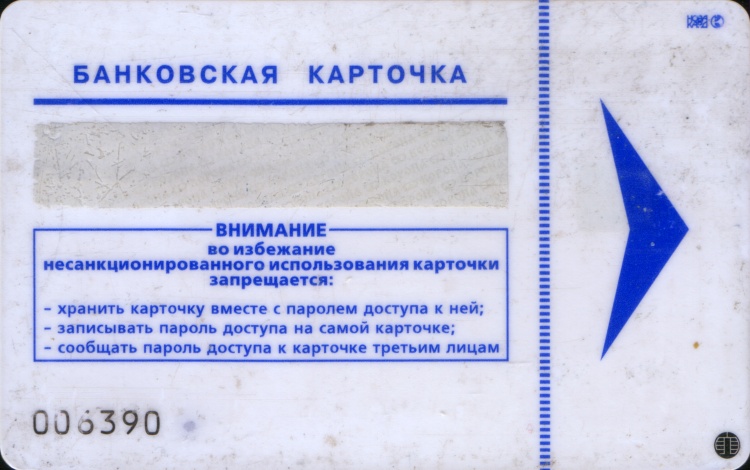 БАНКОВСКАЯ КАРТОЧКА
ВНИМАНИЕ
во избежание
несанкционированного использования карточки
запрещается:
– хранить карточку вместе с паролем доступа к ней;
– записывать пароль доступа на самой карточке;
– сообщать пароль доступа к карточке третьим лицам
006390